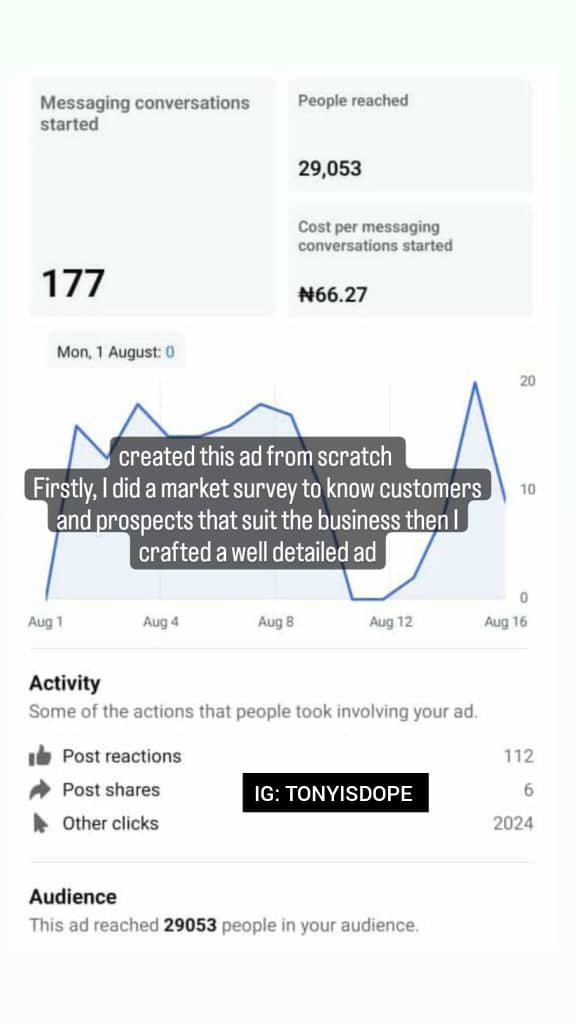 Messaging conversations
started
177
People reached
29,053
Cost per messaging
conversations started
₦66.27
Mon, 1 August: 0
20
10
0
created this ad from scratch
Firstly, I did a market survey to know customers
and prospects that suit the business then I
crafted a well detailed ad
Aug 1 Aug 4 Aug 8 Aug 12 Aug 16
Activity
Some of the actions that people took involving your ad.
Post reactions 112
Post shares 6
IG: TONYISDOPE
Other clicks 2024
Audience
This ad reached 29053 people in your audience.